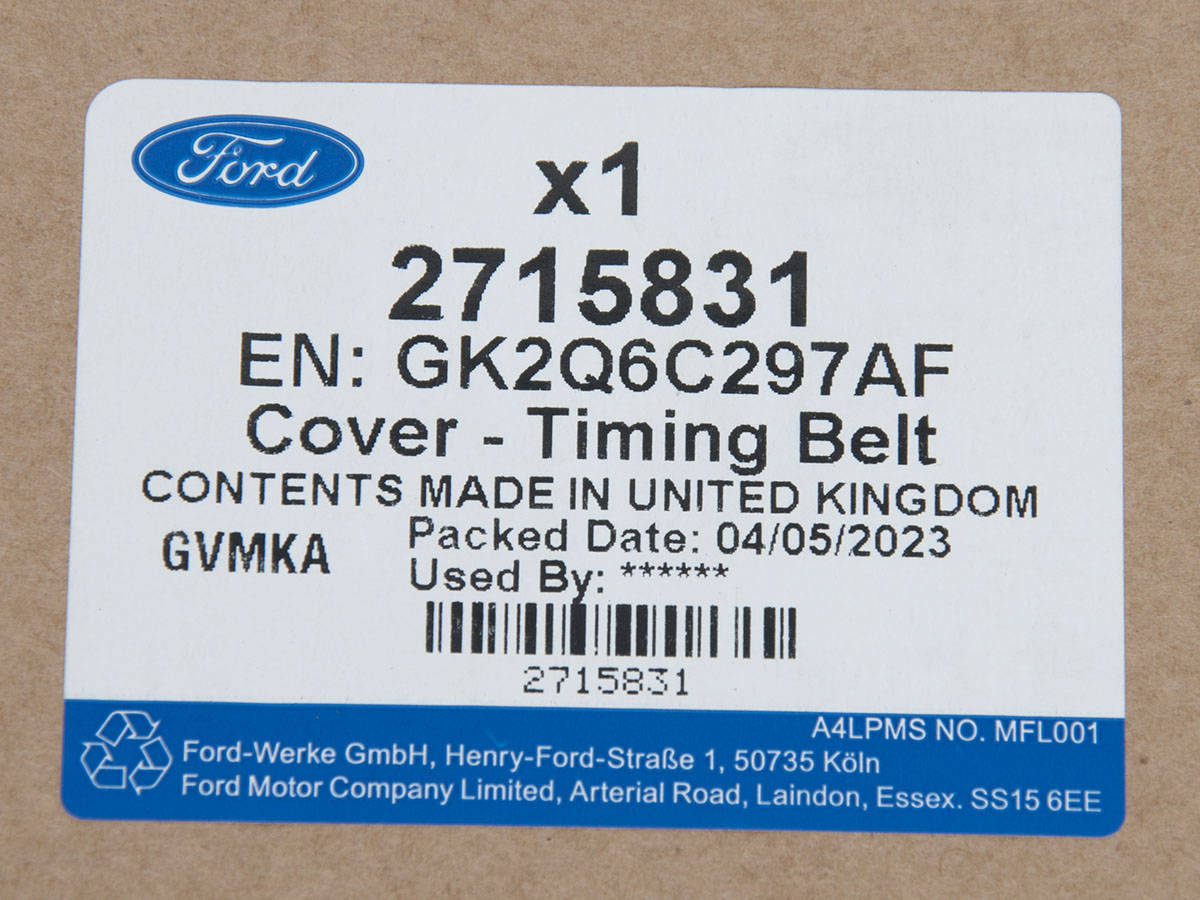 Ford
x1
2715831
EN: GK2Q6C297AF
Cover - Timing Belt
CONTENTS MADE IN UNITED KINGDOM
GVMKA
Packed Date: 04/05/2023
Used By: ******
2715831
A4LPMS NO. MFL001
Ford-Werke GmbH, Henry-Ford-Straße 1, 50735 Köln
Ford Motor Company Limited, Arterial Road, Laindon, Essex. SS15 6EE